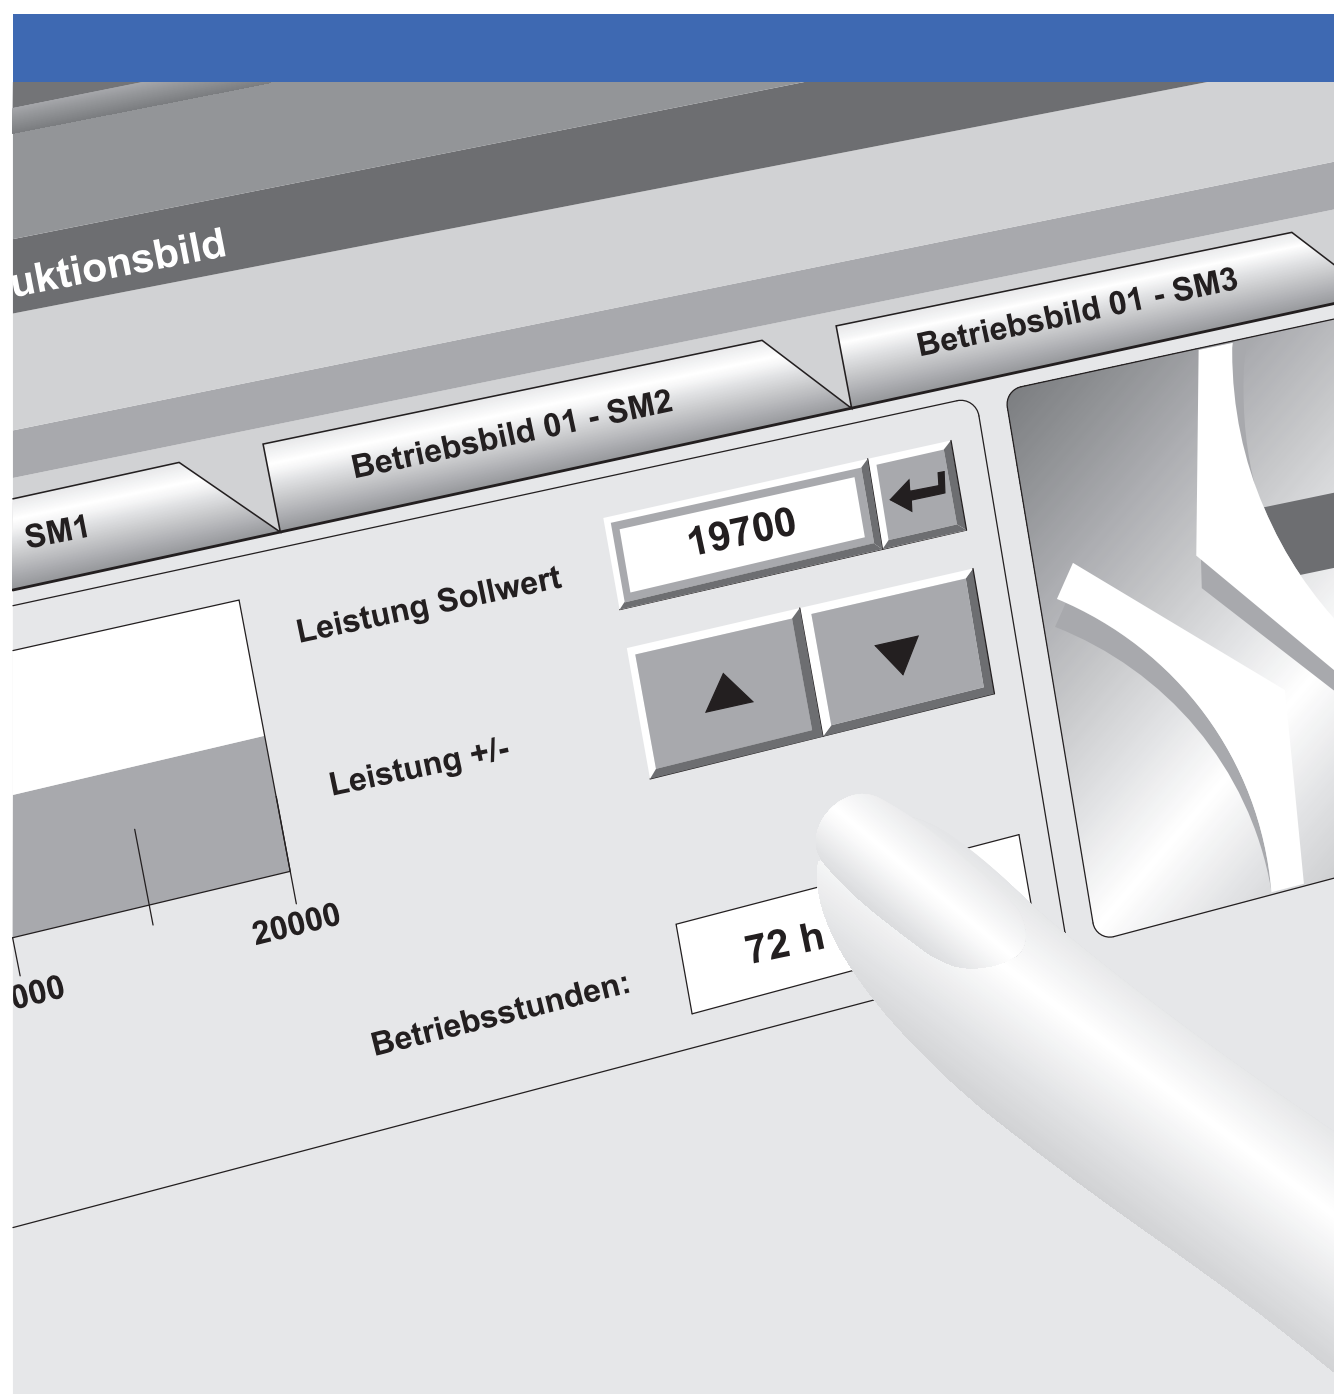 uktionsbild
SM1
Betriebsbild 01 - SM2
Betriebsbild 01 - SM3
Leistung Sollwert
19700
Leistung +/-
20000
000
Betriebsstunden:
72 h